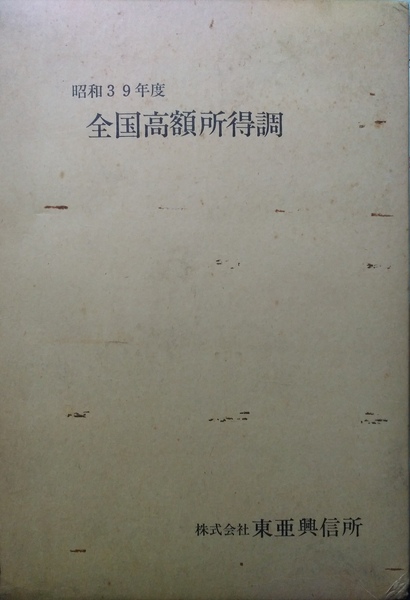 昭和３９年度
全国高額所得調
株式会社 東亜興信所